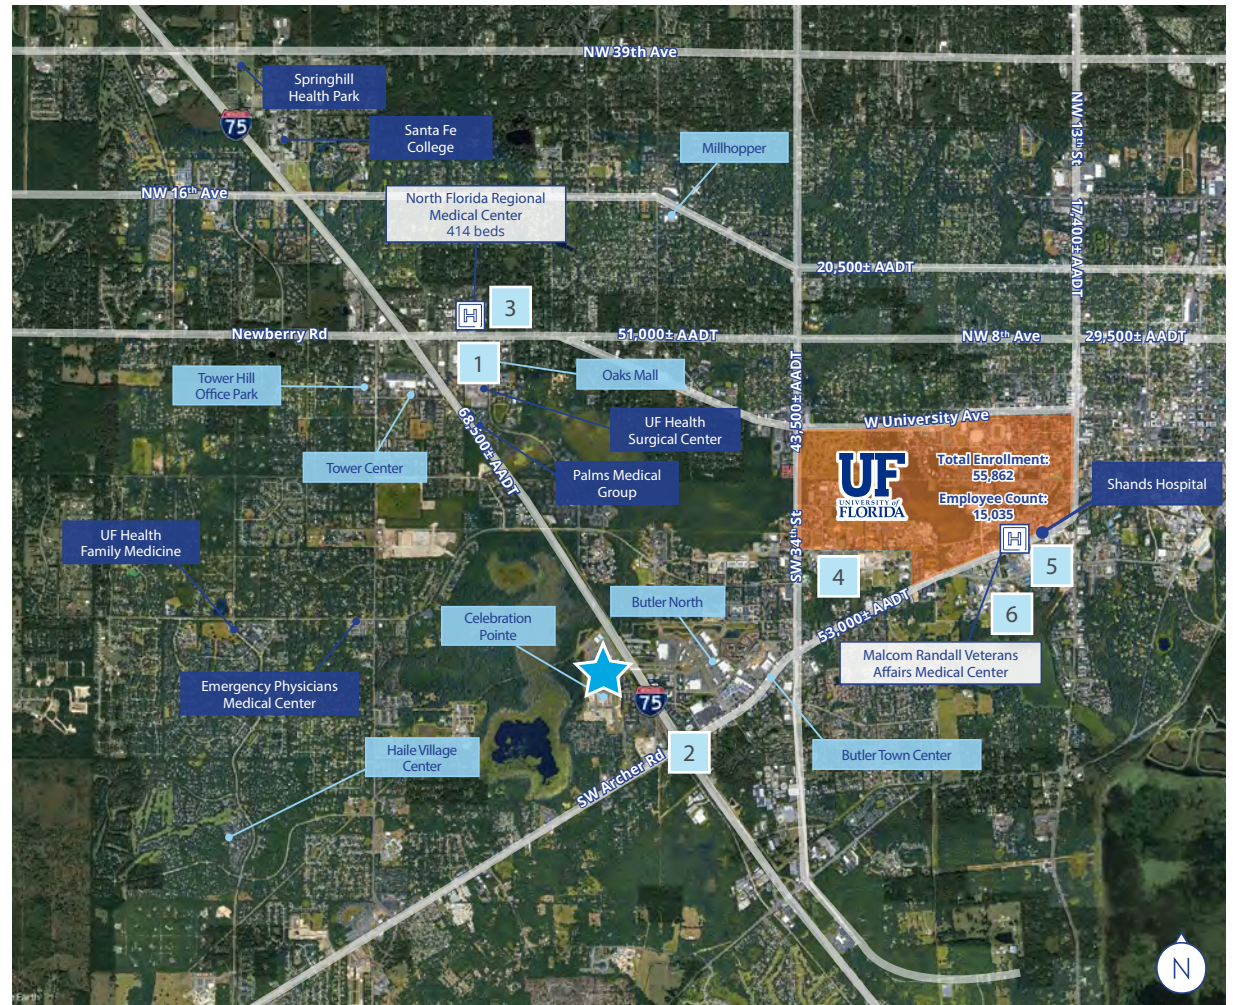 NW 39th Ave
Springhill
Health Park
75
Santa Fe
College
Millhopper
NW 13th St
NW 16th Ave
North Florida Regional
Medical Center
414 beds
17,400± AADT
20,500± AADT
H
3
Newberry Rd
51,000± AADT
NW 8th Ave
29,500± AADT
1
Oaks Mall
Tower Hill
Office Park
43,500± AADT
UF Health
Surgical Center
W University Ave
68,500± AADT
Tower Center
Palms Medical
Group
UF
UNIVERSITY of
FLORIDA
Total Enrollment:
55,862
Employee Count:
15,035
Shands Hospital
UF Health
Family Medicine
SW 34th St
H
4
5
6
Celebration
Pointe
Butler North
53,000± AADT
Malcom Randall Veterans
Affairs Medical Center
Emergency Physicians
Medical Center
75
Haile Village
Center
2
Butler Town Center
SW Archer Rd
N
Earth